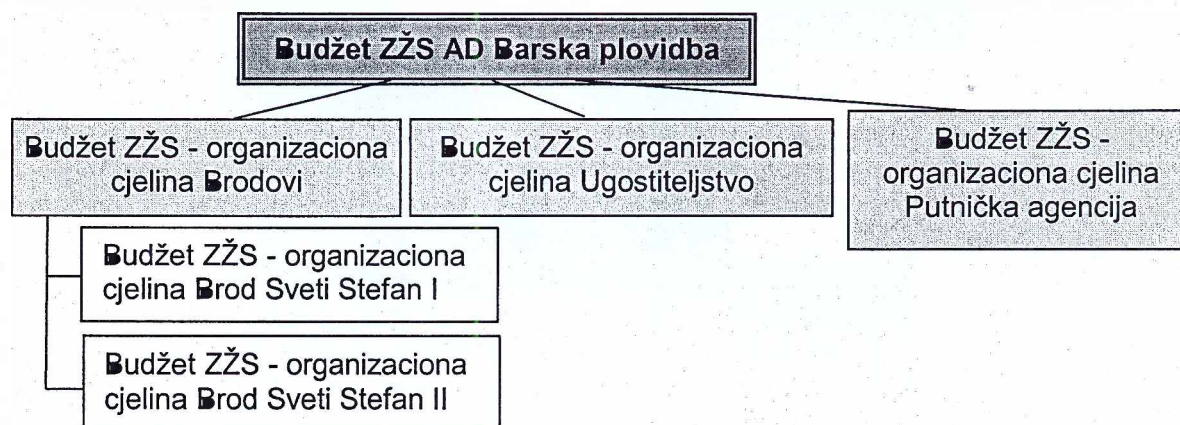 Budžet ZŽS AD Barska plovidba
Budžet ZŽS - organizaciona
cjelina Brodovi
Budžet ZŽS - organizaciona
cjelina Ugostiteljstvo
Budžet ZŽS -
organizaciona cjelina
Putnička agencija
Budžet ZŽS - organizaciona
cjelina Brod Sveti Stefan I
Budžet ZŽS - organizaciona
cjelina Brod Sveti Stefan II